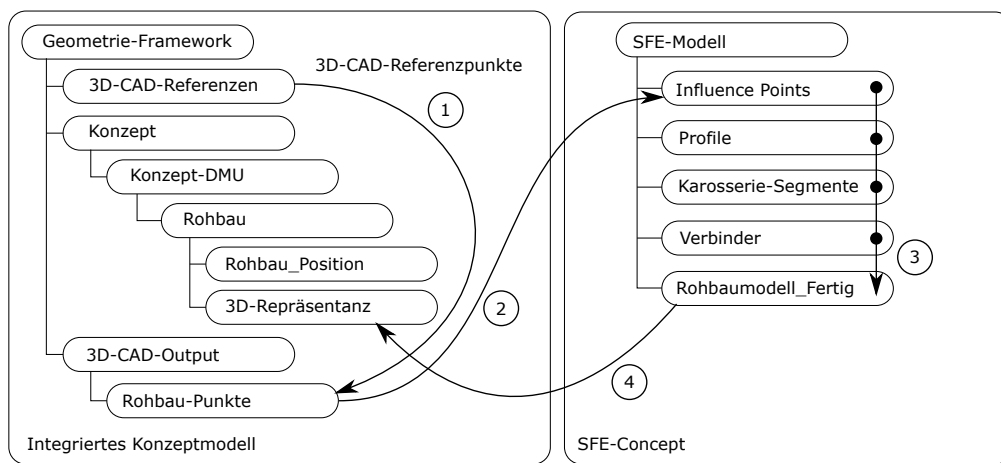 Geometrie-Framework
3D-CAD-Referenzen
3D-CAD-Referenzpunkte
1
Konzept
Konzept-DMU
Rohbau
Rohbau_Position
3D-Repräsentanz
2
3D-CAD-Output
Rohbau-Punkte
Integriertes Konzeptmodell
SFE-Modell
Influence Points
Profile
Karosserie-Segmente
Verbinder
3
Rohbaumodell_Fertig
4
SFE-Concept